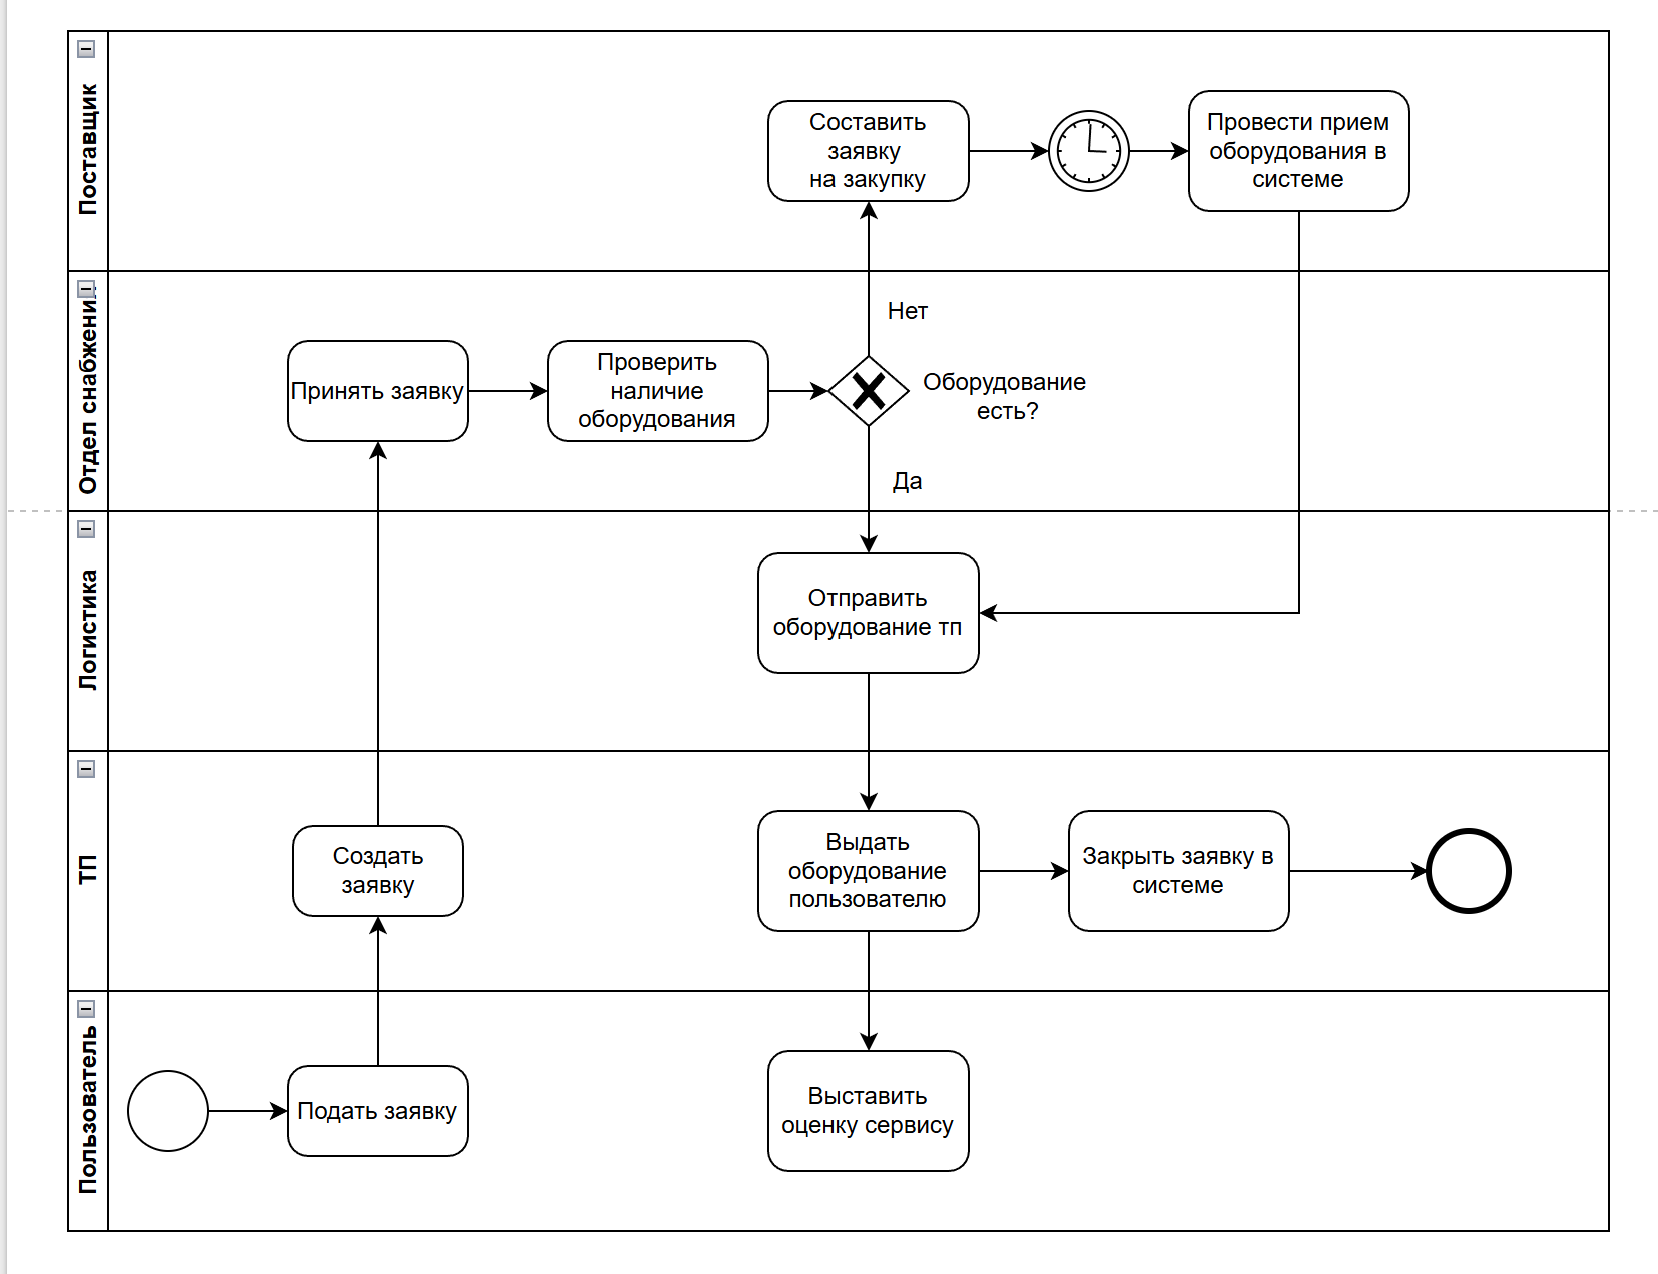 Поставщик
Составить
заявку
на закупку
Провести прием
оборудования в
системе
Отдел снабжени
Нет
Принять заявку
Проверить
наличие
оборудования
Оборудование
есть?
Да
Логистика
Отправить
оборудование тп
ТП
Создать
заявку
Выдать
оборудование
пользователю
Закрыть заявку в
системе
Пользователь
Подать заявку
Выставить
оценку сервису